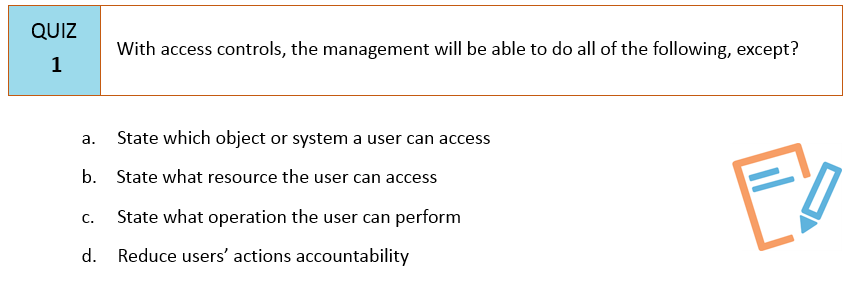 QUIZ
1
With access controls, the management will be able to do all of the following, except?
a. State which object or system a user can access
b. State what resource the user can access
c. State what operation the user can perform
d. Reduce users’ actions accountability